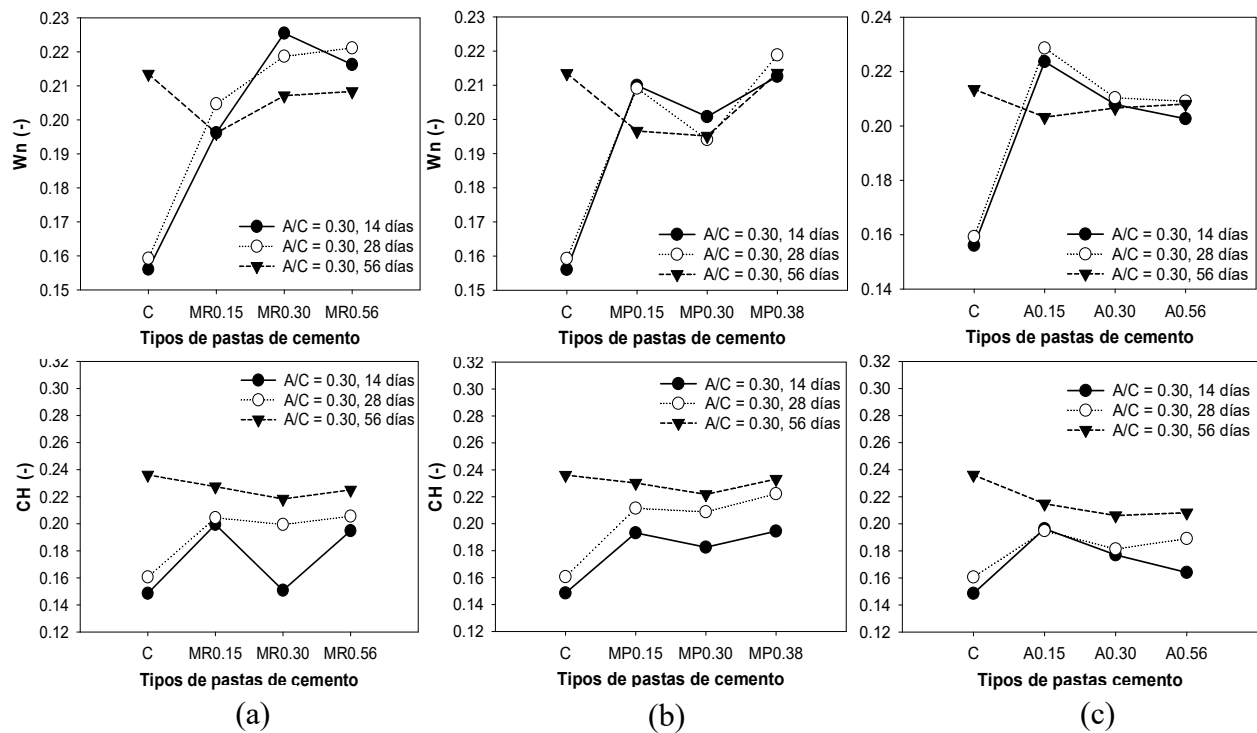 0.23
0.22
0.21
0.20
0.19
0.18
0.17
0.16
0.15
Wn (-)
A/C = 0.30, 14 días
A/C = 0.30, 28 días
A/C = 0.30, 56 días
C MR0.15 MR0.30 MR0.56
Tipos de pastas de cemento
0.23
0.22
0.21
0.20
0.19
0.18
0.17
0.16
0.15
Wn (-)
A/C = 0.30, 14 días
A/C = 0.30, 28 días
A/C = 0.30, 56 días
C MP0.15 MP0.30 MP0.38
Tipos de pastas de cemento
0.24
0.22
0.20
0.18
0.16
0.14
Wn (-)
A/C = 0.30, 14 días
A/C = 0.30, 28 días
A/C = 0.30, 56 días
C A0.15 A0.30 A0.56
Tipos de pastas de cemento
0.32
0.30
0.28
0.26
0.24
0.22
0.20
0.18
0.16
0.14
0.12
CH (-)
A/C = 0.30, 14 días
A/C = 0.30, 28 días
A/C = 0.30, 56 días
C MR0.15 MR0.30 MR0.56
Tipos de pastas de cemento
(a)
0.32
0.30
0.28
0.26
0.24
0.22
0.20
0.18
0.16
0.14
0.12
CH (-)
A/C = 0.30, 14 días
A/C = 0.30, 28 días
A/C = 0.30, 56 días
C MP0.15 MP0.30 MP0.38
Tipos de pastas de cemento
(b)
0.32
0.30
0.28
0.26
0.24
0.22
0.20
0.18
0.16
0.14
0.12
CH (-)
A/C = 0.30, 14 días
A/C = 0.30, 28 días
A/C = 0.30, 56 días
C A0.15 A0.30 A0.56
Tipos de pastas cemento
(c)